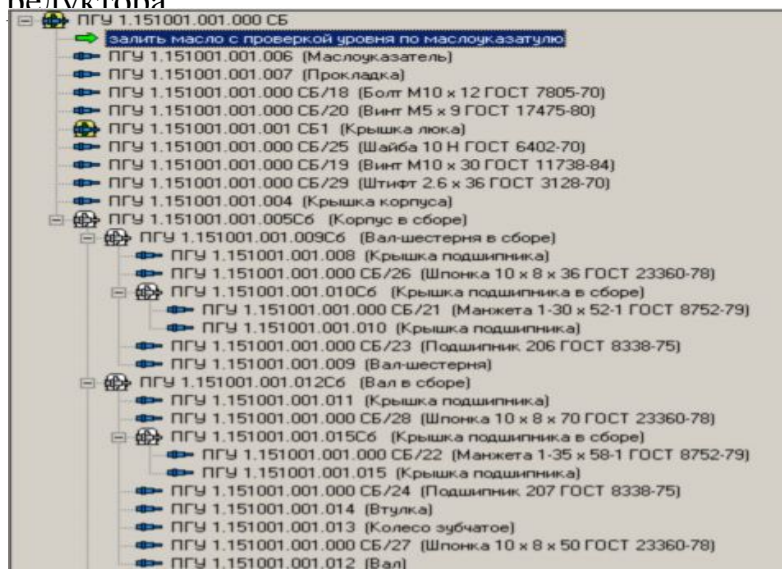 редуктора
ПГУ 1.151001.001.000 СБ
залить масло с проверкой уровня по маслоуказатулю
ПГУ 1.151001.001.006 (Маслоуказатель)
ПГУ 1.151001.001.007 (Прокладка)
ПГУ 1.151001.001.000 СБ/18 (Болт М10 х 12 ГОСТ 7805-70)
ПГУ 1.151001.001.000 СБ/20 (Винт М5 х 9 ГОСТ 17475-80)
ПГУ 1.151001.001.001 СБ1 (Крышка люка)
ПГУ 1.151001.001.000 СБ/25 (Шайба 10 Н ГОСТ 6402-70)
ПГУ 1.151001.001.000 СБ/19 (Винт М10 х 30 ГОСТ 11738-84)
ПГУ 1.151001.001.000 СБ/29 (Штифт 2.6 х 36 ГОСТ 3128-70)
ПГУ 1.151001.001.004 (Крышка корпуса)
ПГУ 1.151001.001.005Сб (Корпус в сборе)
ПГУ 1.151001.001.009Сб (Вал-шестерня в сборе)
ПГУ 1.151001.001.008 (Крышка подшипника)
ПГУ 1.151001.001.000 СБ/26 (Шпонка 10 х 8 х 36 ГОСТ 23360-78)
ПГУ 1.151001.001.010Сб (Крышка подшипника в сборе)
ПГУ 1.151001.001.000 СБ/21 (Манжета 1-30 х 52-1 ГОСТ 8752-79)
ПГУ 1.151001.001.010 (Крышка подшипника)
ПГУ 1.151001.001.000 СБ/23 (Подшипник 206 ГОСТ 8338-75)
ПГУ 1.151001.001.009 (Вал-шестерня)
ПГУ 1.151001.001.012Сб (Вал в сборе)
ПГУ 1.151001.001.011 (Крышка подшипника)
ПГУ 1.151001.001.000 СБ/28 (Шпонка 10 х 8 х 70 ГОСТ 23360-78)
ПГУ 1.151001.001.015Сб (Крышка подшипника в сборе)
ПГУ 1.151001.001.000 СБ/22 (Манжета 1-35 х 58-1 ГОСТ 8752-79)
ПГУ 1.151001.001.015 (Крышка подшипника)
ПГУ 1.151001.001.000 СБ/24 (Подшипник 207 ГОСТ 8338-75)
ПГУ 1.151001.001.014 (Втулка)
ПГУ 1.151001.001.013 (Колесо зубчатое)
ПГУ 1.151001.001.000 СБ/27 (Шпонка 10 х 8 х 50 ГОСТ 23360-78)
ПГУ 1.151001.001.012 (Вал)